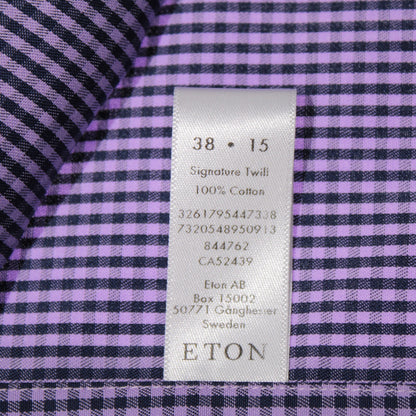 38 • 15
Signature Twill
100% Cotton
3261795447338
7320548950913
844762
CA52439
Eton AB
Box 15002
50771 Gånghester
Sweden
ETON